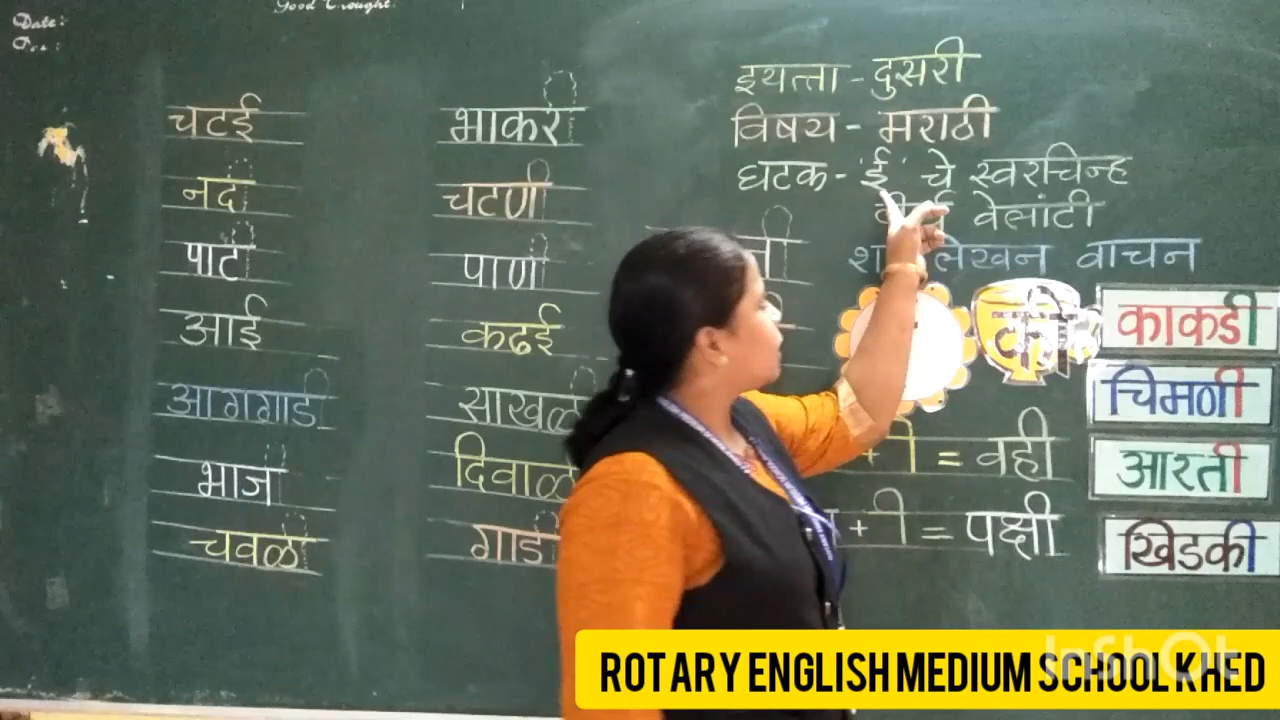 Good Thought:
Date:
इयत्ता - दुसरी
विषय - मराठी
घटक - 'ई' चे स्वरचिन्ह
वेलांटी
लेखन वाचन
चटई
नदी
पाटी
आई
आगगाडी
भाजी
चवळी
भाकरी
चटणी
पाणी
कढई
साखळ
दिवाळ
गाडी
+ ी = वही
+ ी = पक्षी
काकडी
चिमणी
आरती
खिडकी
ROTARY ENGLISH MEDIUM SCHOOL KHED
InShOt